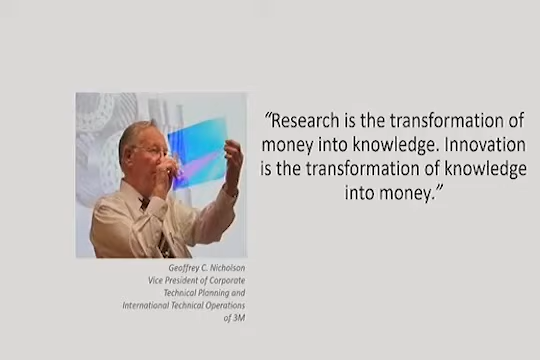 “Research is the transformation of
money into knowledge. Innovation
is the transformation of knowledge
into money.”
Geoffrey C. Nicholson
Vice President of Corporate
Technical Planning and
International Technical Operations
of 3M